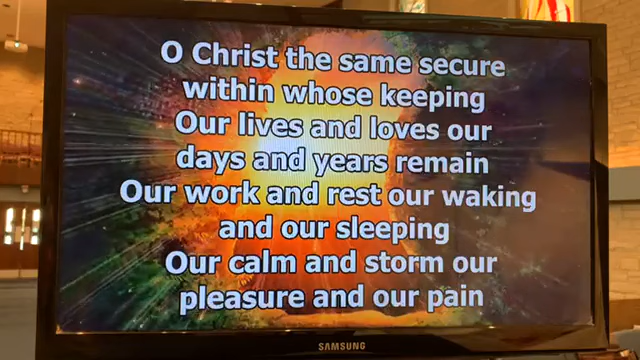 O Christ the same secure
within whose keeping
Our lives and loves our
days and years remain
Our work and rest our waking
and our sleeping
Our calm and storm our
pleasure and our pain
SAMSUNG